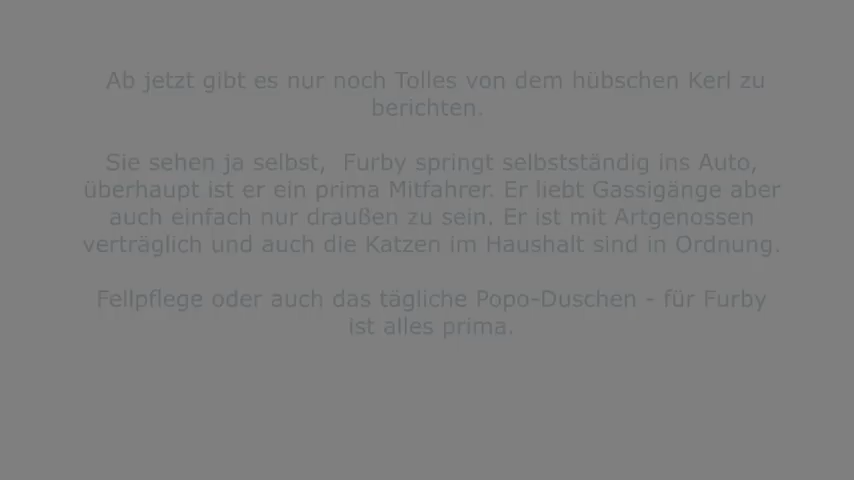 Ab jetzt gibt es nur noch Tolles von dem hübschen Kerl zu
berichten.
Sie sehen ja selbst,  Furby springt selbstständig ins Auto,
überhaupt ist er ein prima Mitfahrer. Er liebt Gassigänge aber
auch einfach nur draußen zu sein. Er ist mit Artgenossen
verträglich und auch die Katzen im Haushalt sind in Ordnung.
Fellpflege oder auch das tägliche Popo-Duschen - für Furby
ist alles prima.